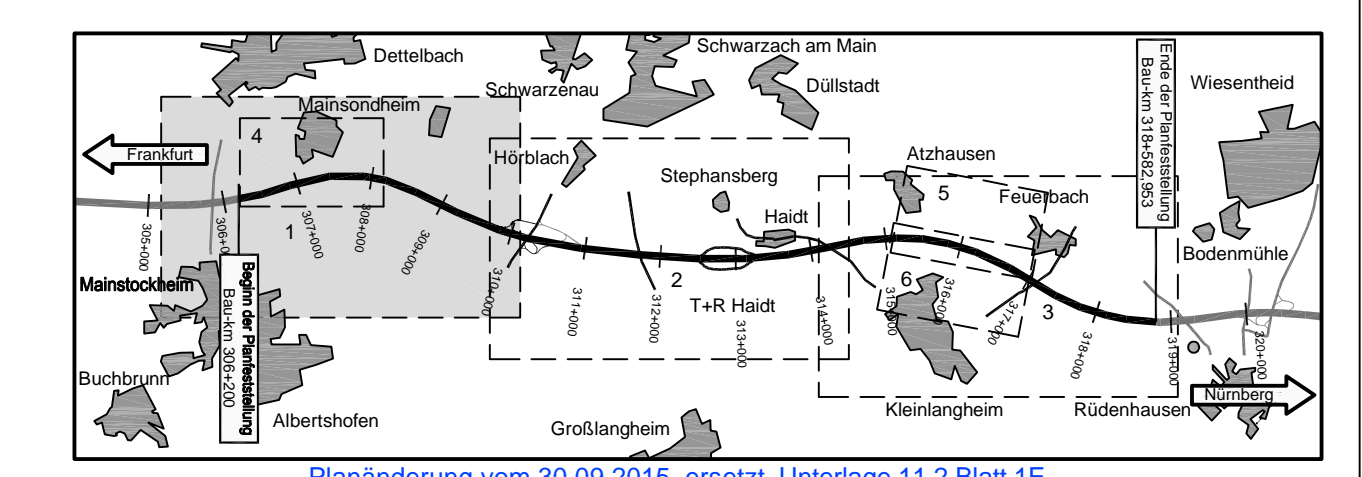 Dettelbach
Schwarzach am Main
Düllstadt
Schwarzenau
Wiesentheid
Mainsondheim
4
Frankfurt
Hörblach
Atzhausen
Stephansberg
5
Feuerbach
Haidt
Ende der Planfeststellung
Bau-km 318+582,953
1
2
T+R Haidt
6
3
Bodenmühle
305+000
306+0
307+000
308+000
309+000
310+000
311+000
312+000
313+000
314+000
316+000
317+000
318+000
319+000
320+000
Mainstockheim
Beginn der Planfeststellung
Bau-km 306+200
Buchbrunn
Albertshofen
Großlangheim
Kleinlangheim
Rüdenhausen
Nürnberg